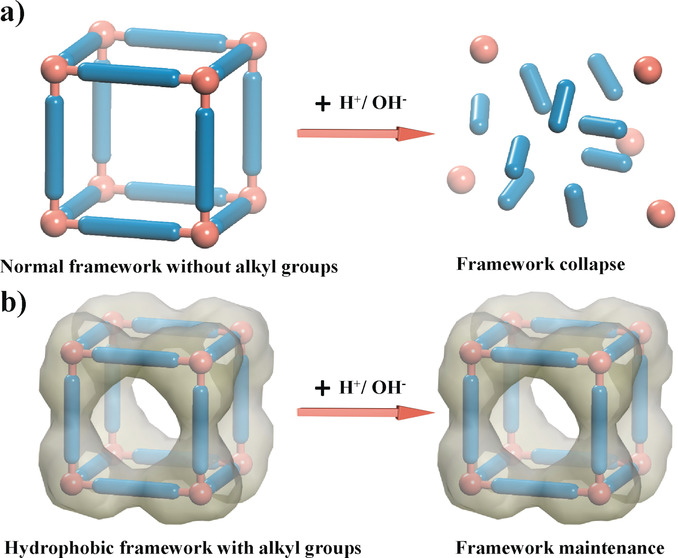 a)
+ H⁺/ OH⁻
Normal framework without alkyl groups
Framework collapse
b)
+ H⁺/ OH⁻
Hydrophobic framework with alkyl groups
Framework maintenance